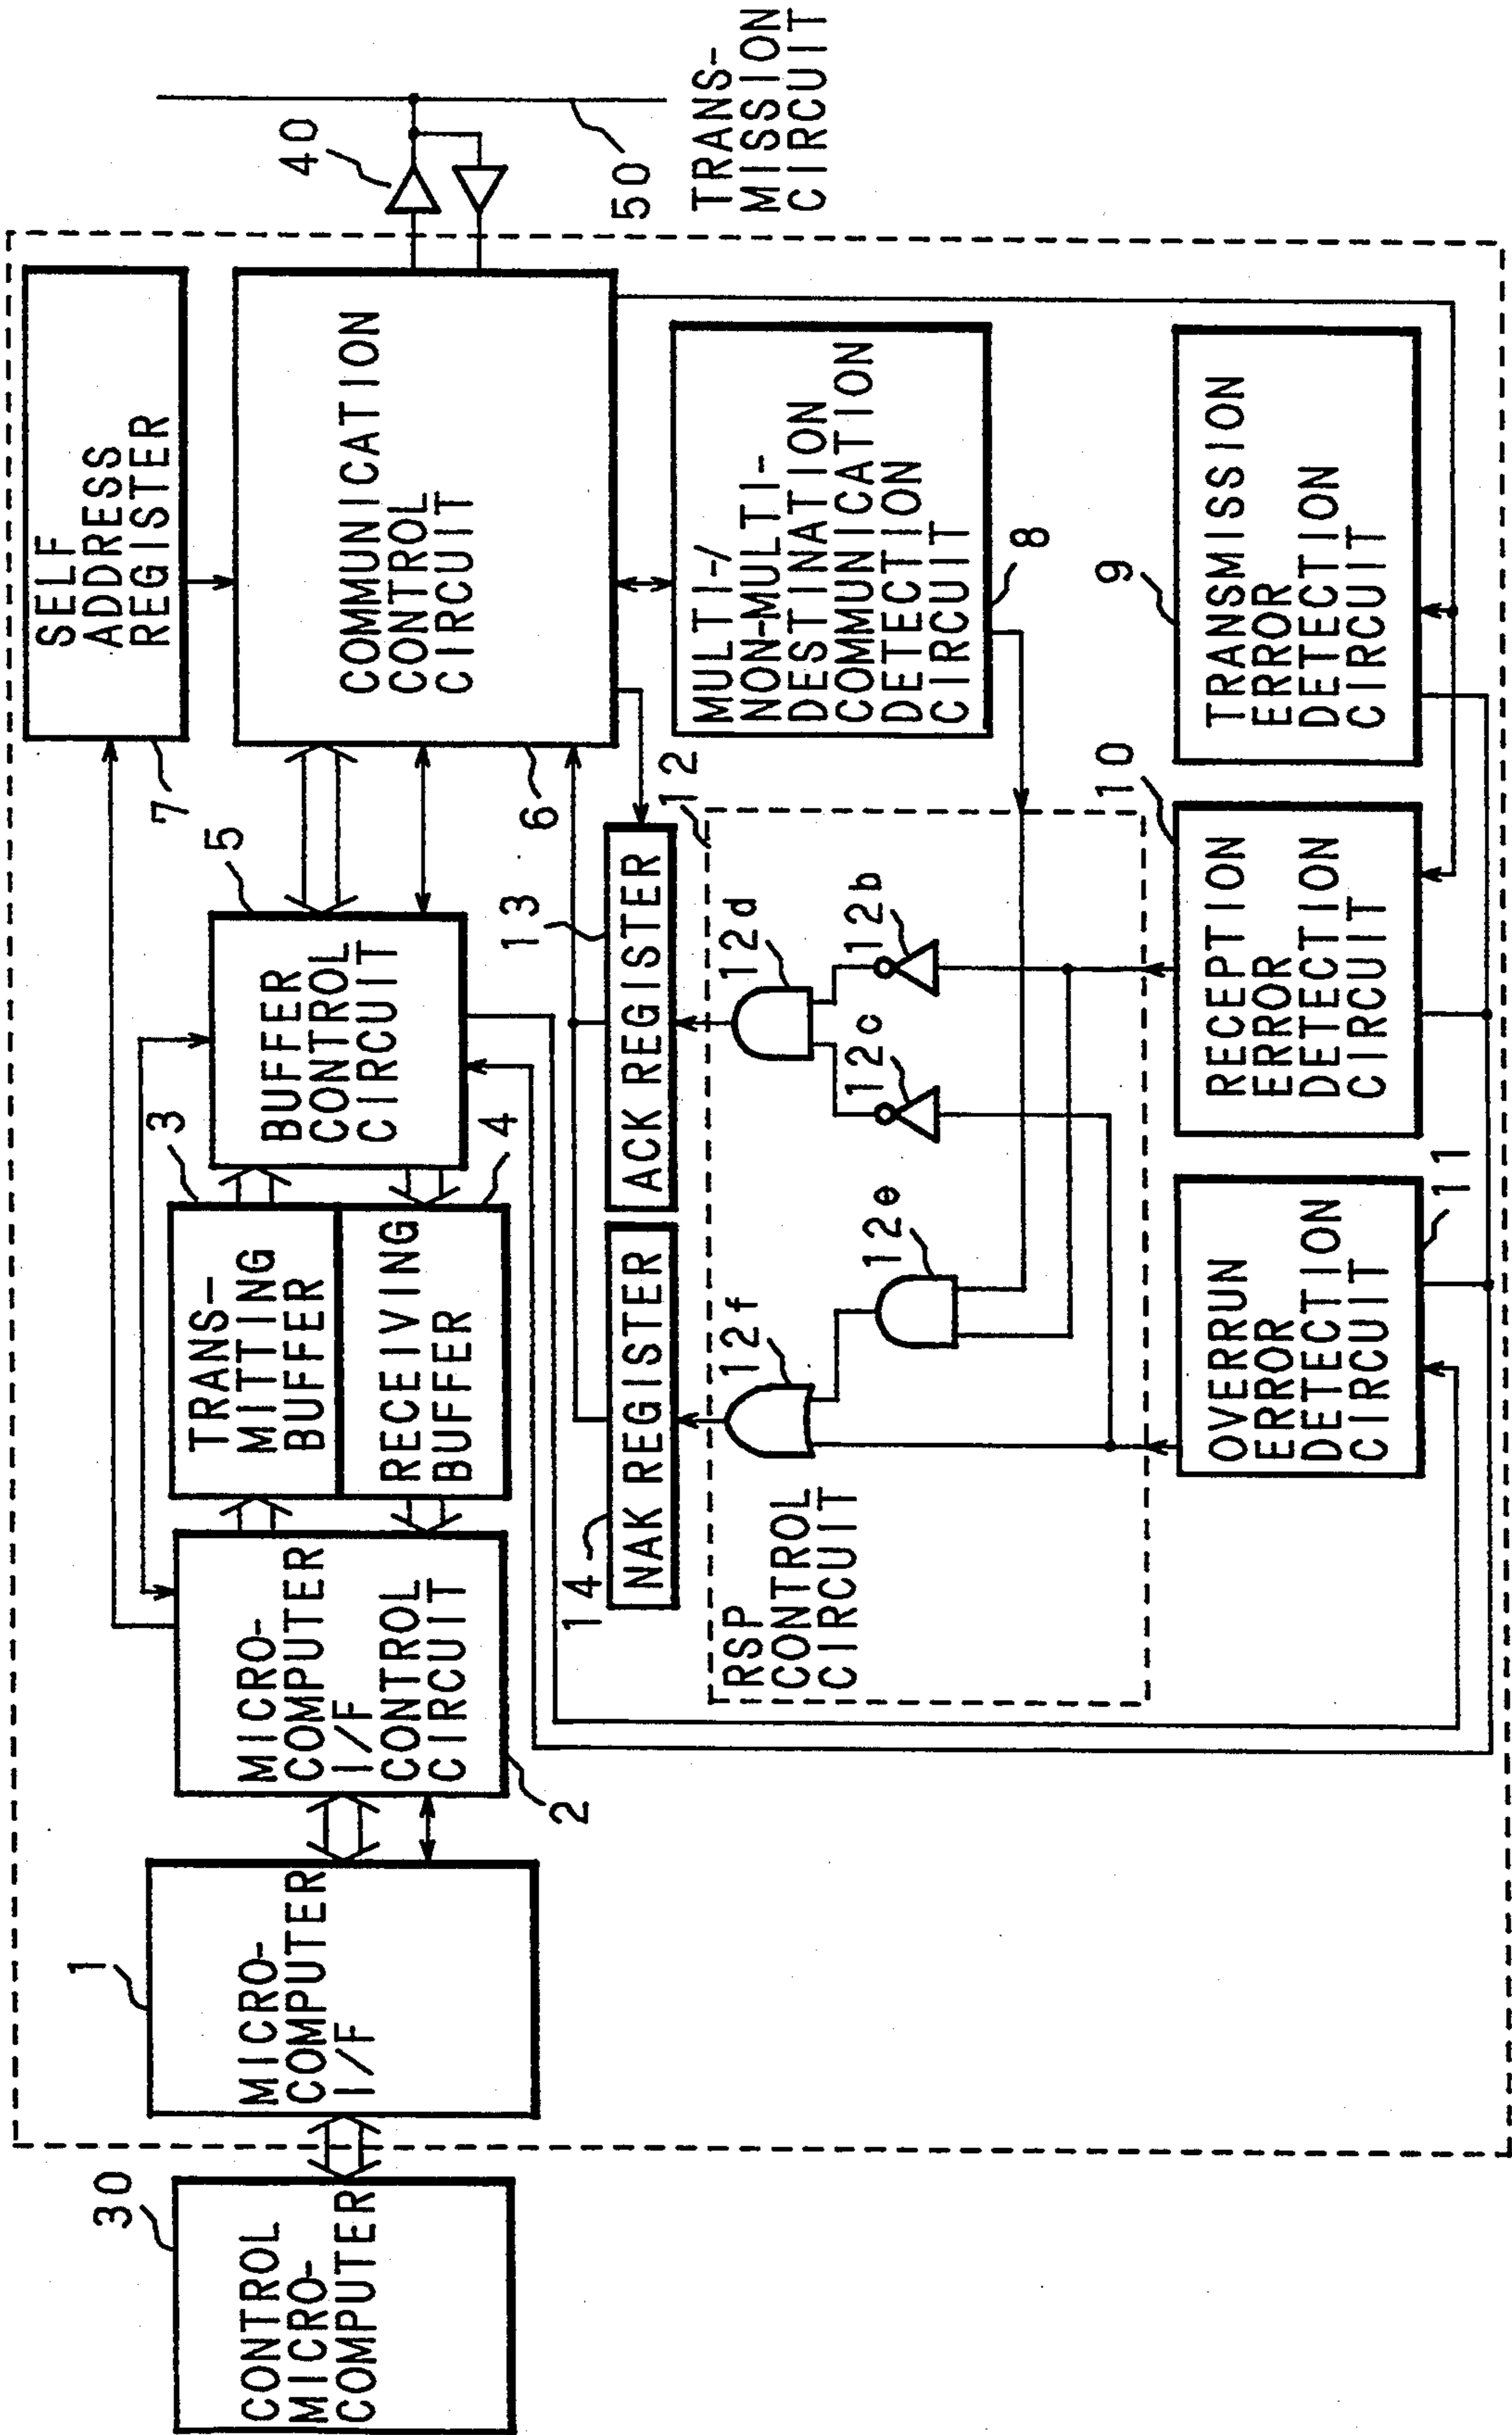 30
CONTROL
MICRO-
COMPUTER
1
MICRO-
COMPUTER
I/F
2
MICRO-
COMPUTER
I/F
CONTROL
CIRCUIT
3
TRANS-
MITTING
BUFFER
RECEIVING
BUFFER
4
5
BUFFER
CONTROL
CIRCUIT
7
SELF
ADDRESS
REGISTER
6
COMMUNICATION
CONTROL
CIRCUIT
40
50
TRANS-
MISSION
CIRCUIT
14
NAK REGISTER
13
ACK REGISTER
12
RSP
CONTROL
CIRCUIT
12f
12e
12d
12c
12b
MULTI-/
NON-MULTI-
DESTINATION
COMMUNICATION
DETECTION
CIRCUIT
8
OVERRUN
ERROR
DETECTION
CIRCUIT
11
10
RECEPTION
ERROR
DETECTION
CIRCUIT
9
TRANSMISSION
ERROR
DETECTION
CIRCUIT